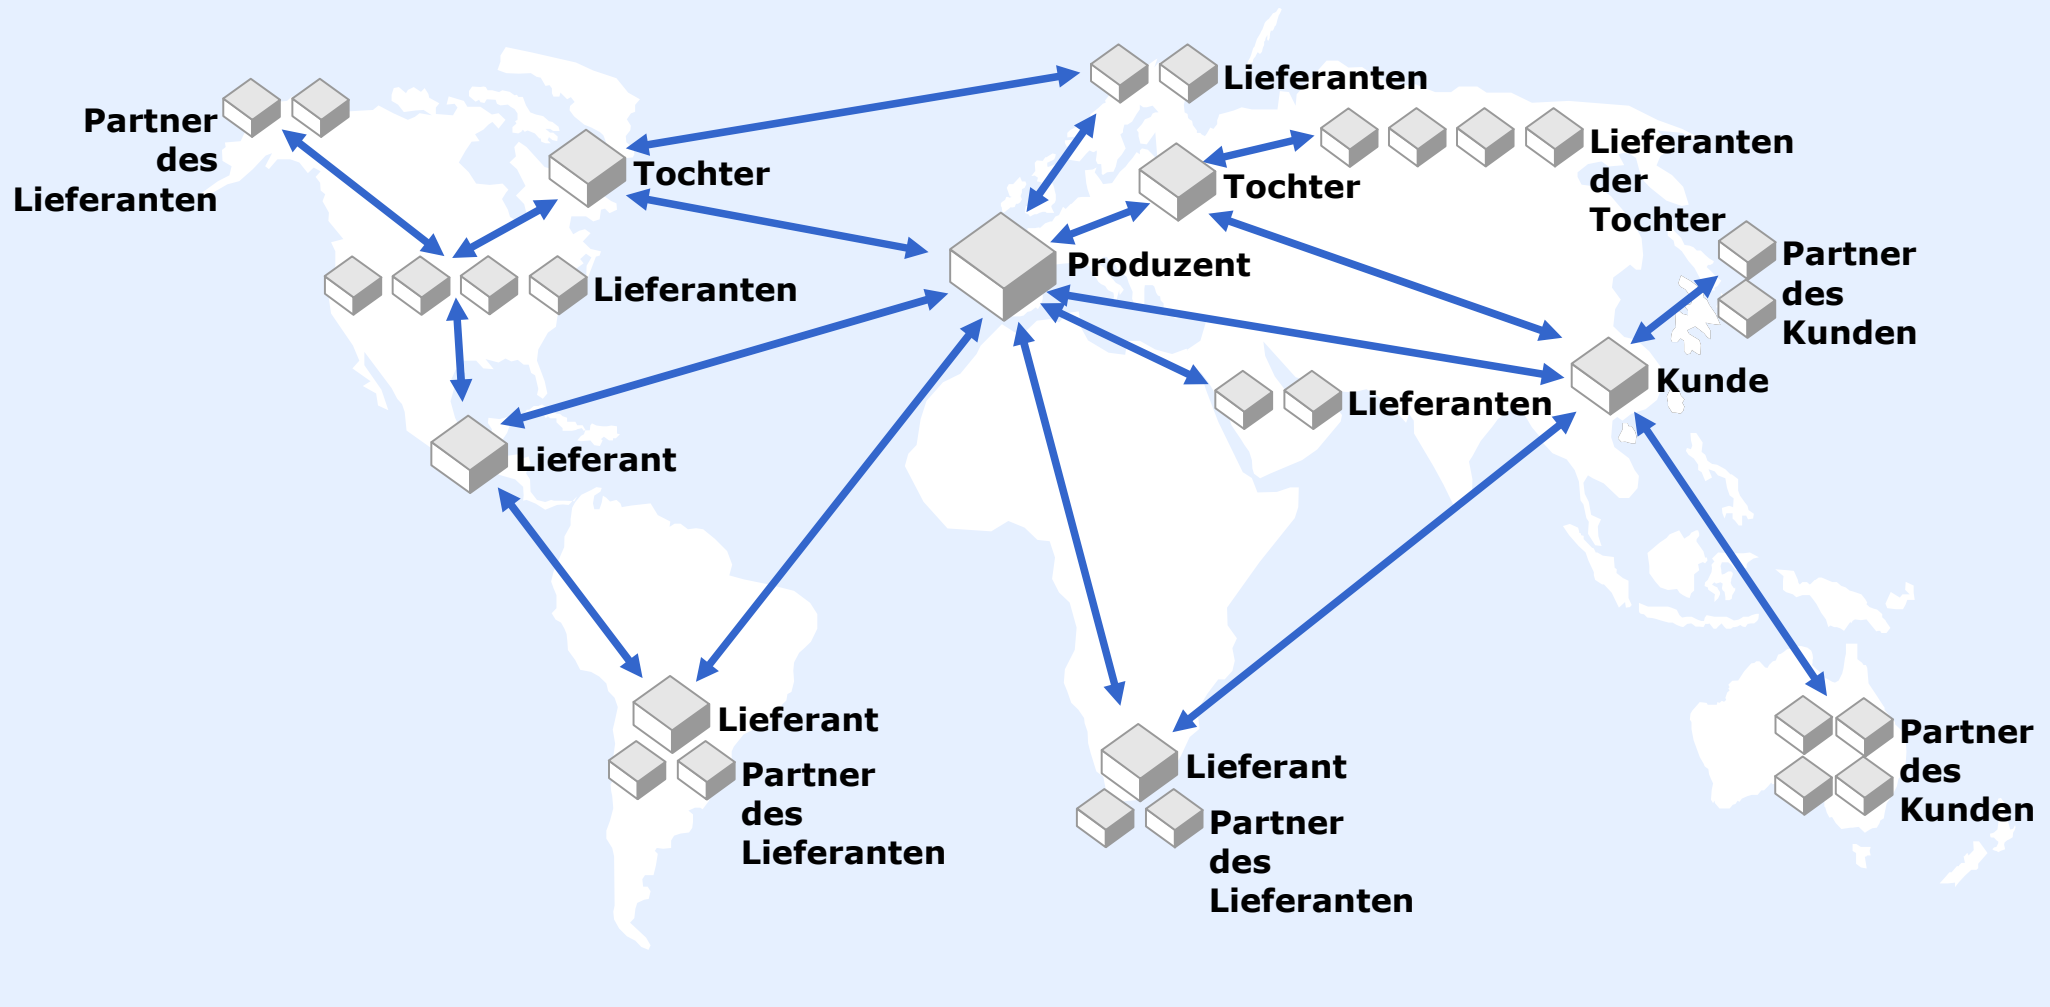 Lieferanten
Partner
des
Lieferanten
Tochter
Lieferanten
der
Tochter
Tochter
Partner
des
Kunden
Produzent
Lieferanten
Kunde
Lieferanten
Lieferant
Lieferant
Partner
des
Lieferanten
Lieferant
Partner
des
Lieferanten
Partner
des
Kunden